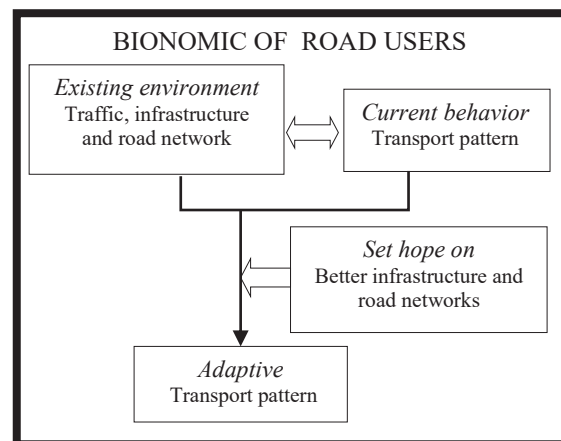 BIONOMIC OF ROAD USERS
Existing environment
Traffic, infrastructure
and road network
Current behavior
Transport pattern
Set hope on
Better infrastructure and
road networks
Adaptive
Transport pattern